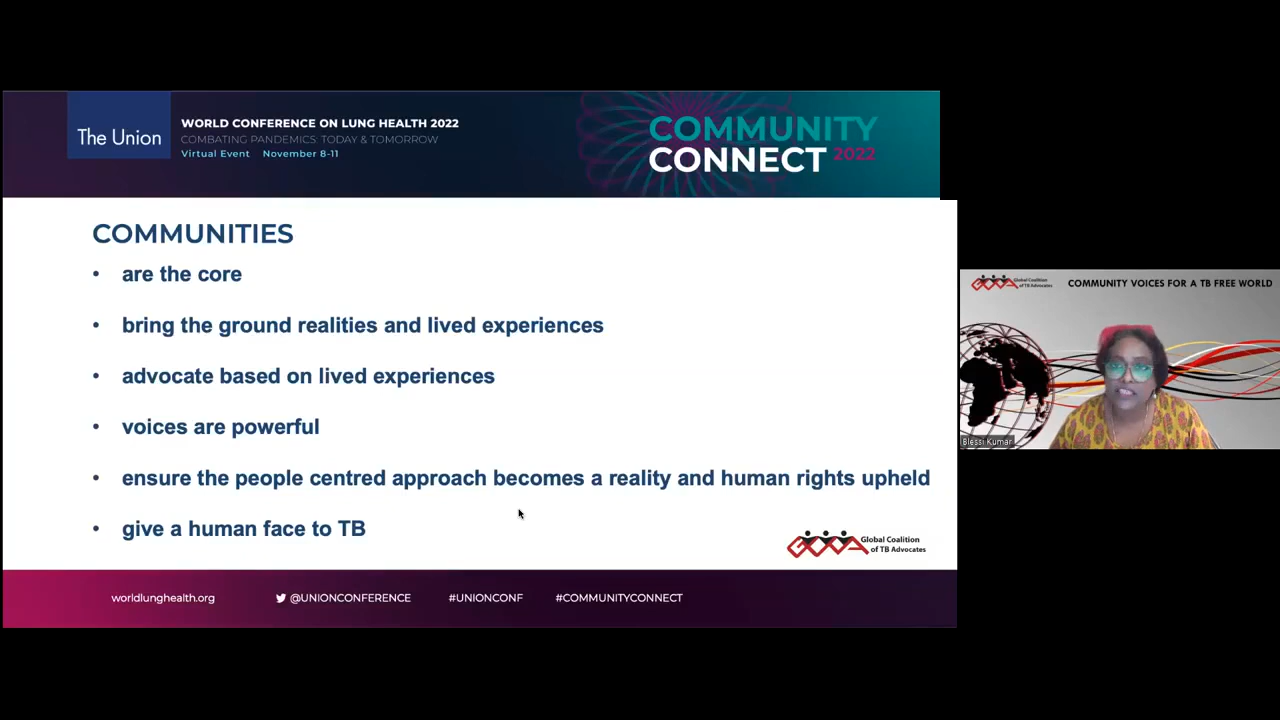 The Union
WORLD CONFERENCE ON LUNG HEALTH 2022
COMBATING PANDEMICS: TODAY & TOMORROW
Virtual Event November 8-11
COMMUNITY
CONNECT 2022
COMMUNITIES
• are the core
• bring the ground realities and lived experiences
• advocate based on lived experiences
• voices are powerful
• ensure the people centred approach becomes a reality and human rights upheld
• give a human face to TB
Global Coalition
of TB Advocates
worldlunghealth.org
@UNIONCONFERENCE
#UNIONCONF
#COMMUNITYCONNECT
Global Coalition
of TB Advocates
COMMUNITY VOICES FOR A TB FREE WORLD
Blessi Kumar